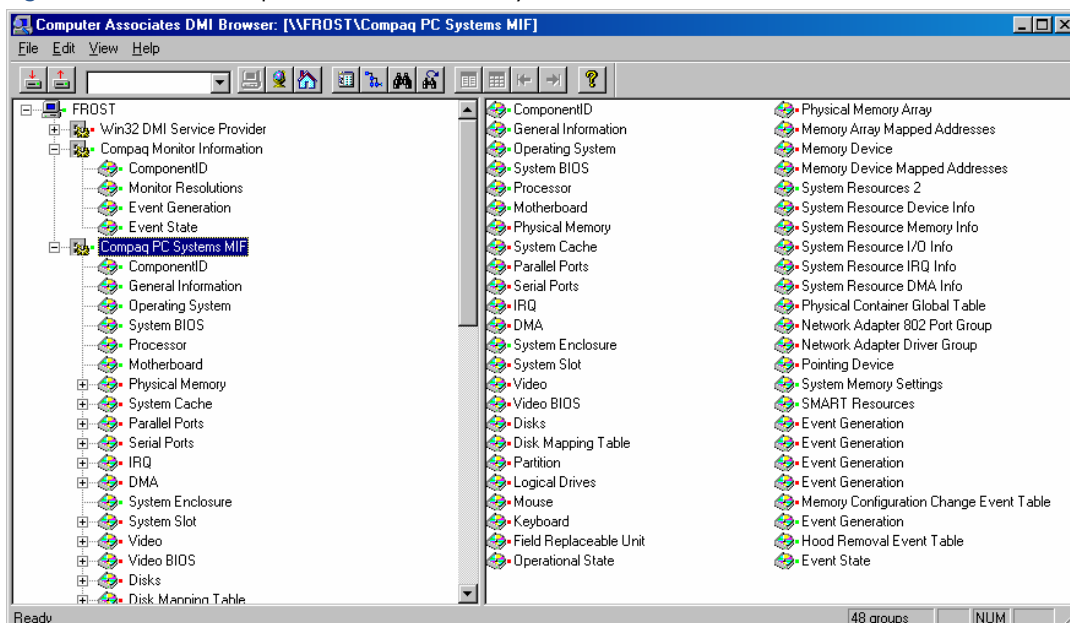 Computer Associates DMI Browser: [\\FROST\Compaq PC Systems MIF]
File Edit View Help
FROST
Win32 DMI Service Provider
Compaq Monitor Information
ComponentID
Monitor Resolutions
Event Generation
Event State
Compaq PC Systems MIF
ComponentID
General Information
Operating System
System BIOS
Processor
Motherboard
Physical Memory
System Cache
Parallel Ports
Serial Ports
IRQ
DMA
System Enclosure
System Slot
Video
Video BIOS
Disks
Disk Mapping Table
ComponentID
General Information
Operating System
System BIOS
Processor
Motherboard
Physical Memory
System Cache
Parallel Ports
Serial Ports
IRQ
DMA
System Enclosure
System Slot
Video
Video BIOS
Disks
Disk Mapping Table
Partition
Logical Drives
Mouse
Keyboard
Field Replaceable Unit
Operational State
Physical Memory Array
Memory Array Mapped Addresses
Memory Device
Memory Device Mapped Addresses
System Resources 2
System Resource Device Info
System Resource Memory Info
System Resource I/O Info
System Resource IRQ Info
System Resource DMA Info
Physical Container Global Table
Network Adapter 802 Port Group
Network Adapter Driver Group
Pointing Device
System Memory Settings
SMART Resources
Event Generation
Event Generation
Event Generation
Event Generation
Memory Configuration Change Event Table
Event Generation
Hood Removal Event Table
Event State
Ready
48 groups
NUM